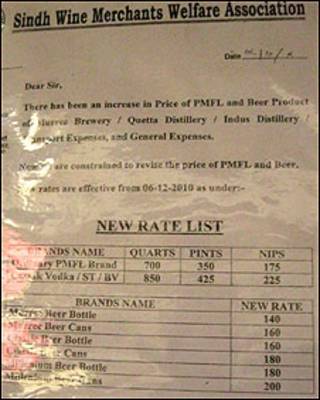 Sindh Wine Merchants Welfare Association
Date
Dear Sir,
There has been an increase in Price of PMFL and Beer Product
Brewery / Quetta Distillery / Indus Distillery /
Expenses, and General Expenses.
are constrained to revise the price of PMFL and Beer.
rates are effective from 06-12-2010 as under:-
NEW RATE LIST
BRANDS NAME QUARTS PINTS NIPS
PMFL Brand 700 350 175
Vodka / ST / BV 850 425 225
BRANDS NAME NEW RATE
Murree Beer Bottle 140
Murree Beer Cans 160
Beer Bottle 160
Beer Cans 180
Beer Bottle 180
Beer Cans 200